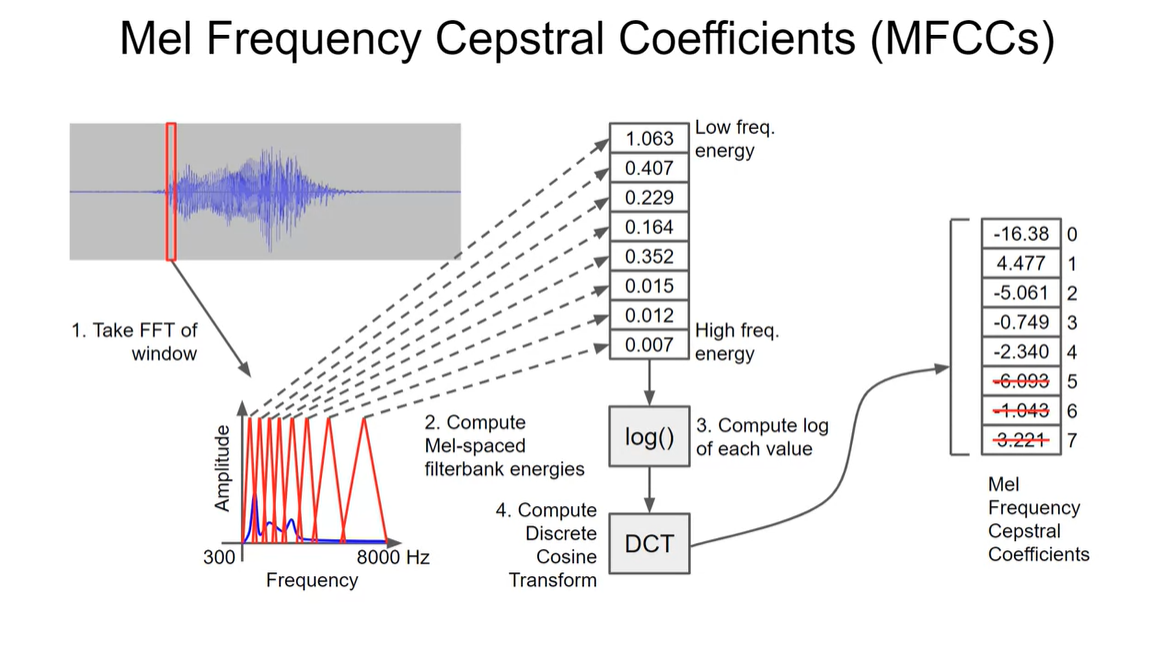 Mel Frequency Cepstral Coefficients (MFCCs)
1. Take FFT of
window
Amplitude
300
8000 Hz
Frequency
2. Compute
Mel-spaced
filterbank energies
1.063
0.407
0.229
0.164
0.352
0.015
0.012
0.007
Low freq.
energy
High freq.
energy
log()
3. Compute log
of each value
4. Compute
Discrete
Cosine
Transform
DCT
-16.38 0
4.477 1
-5.061 2
-0.749 3
-2.340 4
-6.093 5
-1.043 6
3.221 7
Mel
Frequency
Cepstral
Coefficients